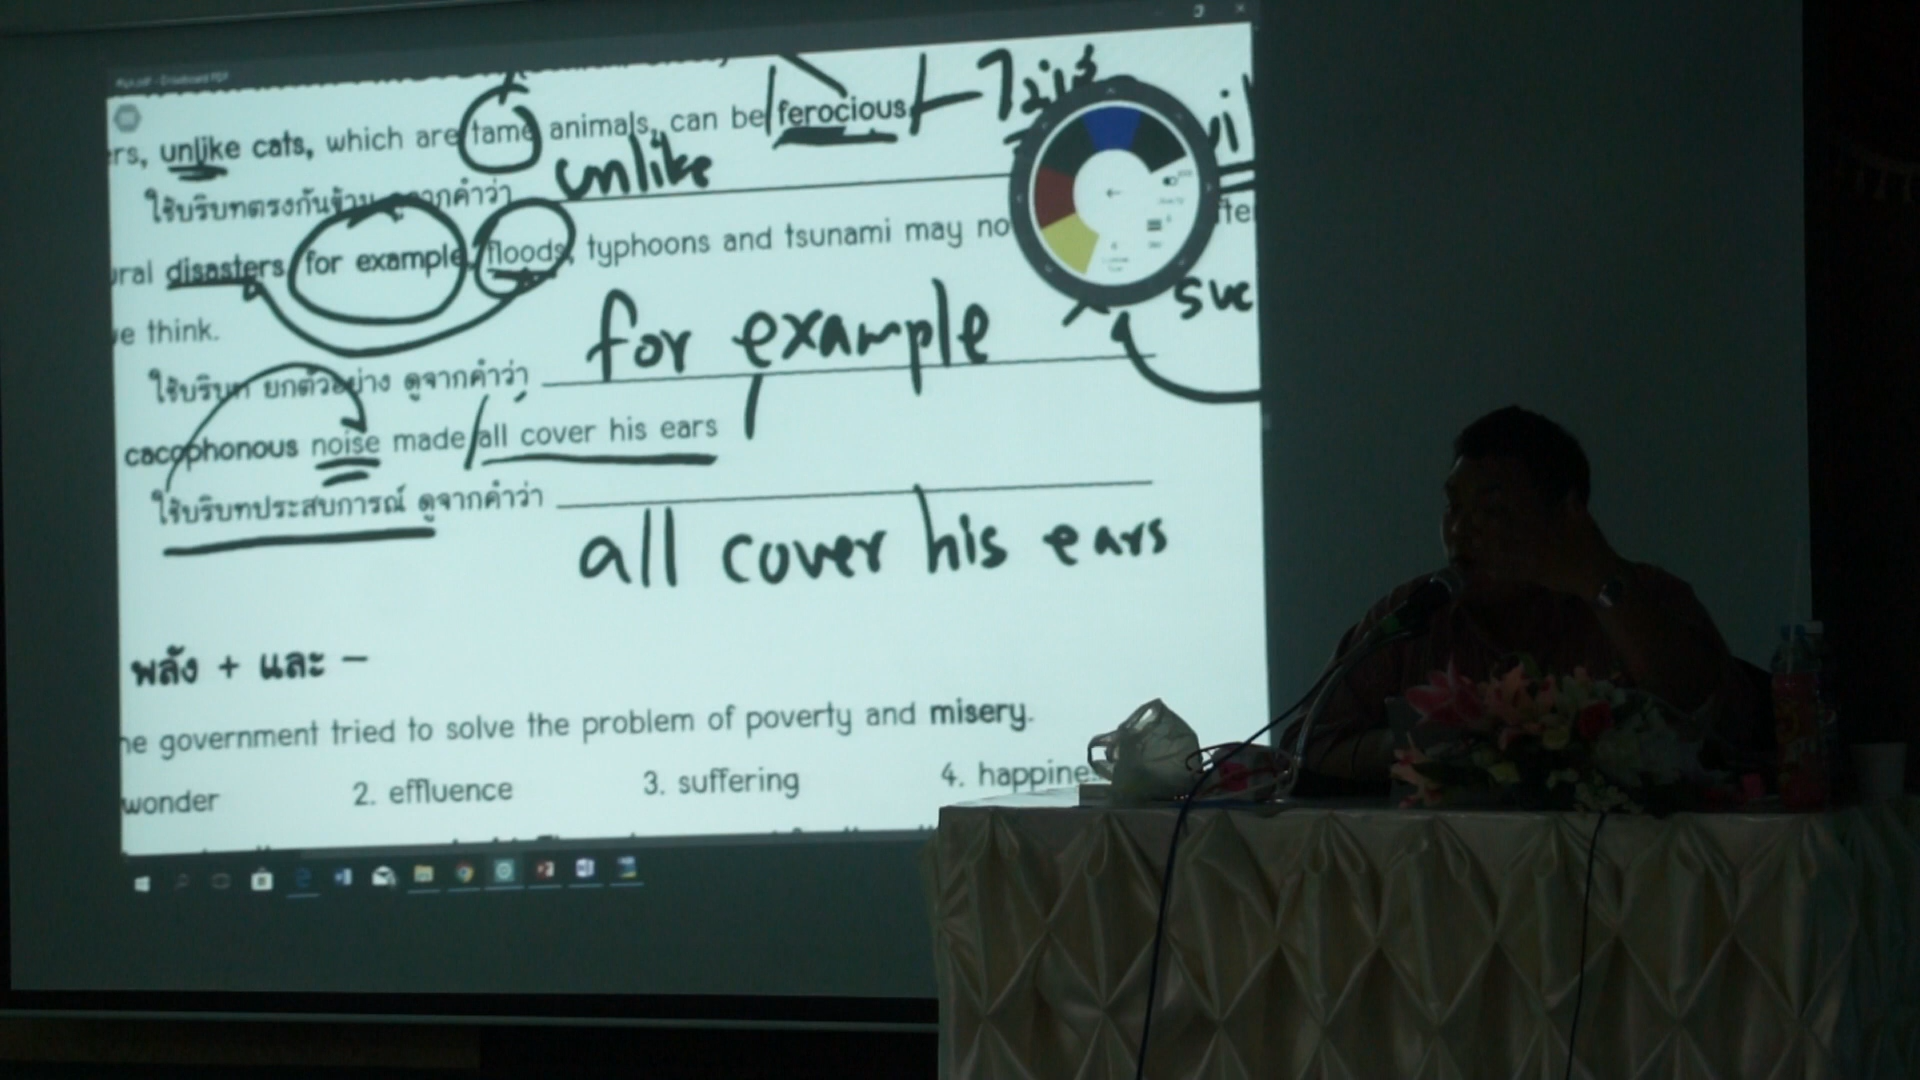 unlike cats, which are tame animals, can be ferocious
unlike
ใช้บริบทตรงกันข้าม ดูจากคำว่า
disasters for example, floods, typhoons and tsunami may no
for example
suc
think.
ใช้บริบท ยกตัวอย่าง ดูจากคำว่า
cacophonous noise made all cover his ears
ใช้บริบทประสบการณ์ ดูจากคำว่า
all cover his ears
พลัง + และ −
he government tried to solve the problem of poverty and misery.
wonder 2. effluence 3. suffering 4. happine